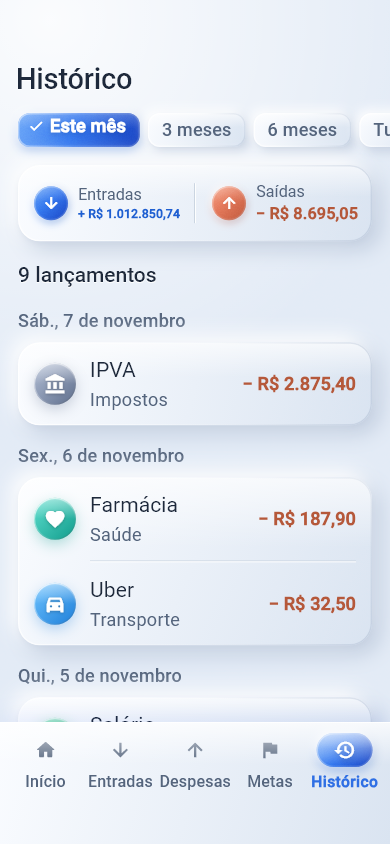 Histórico
Este mês
3 meses
6 meses
Tu
Entradas
+ R$ 1.012.850,74
Saídas
− R$ 8.695,05
9 lançamentos
Sáb., 7 de novembro
IPVA
− R$ 2.875,40
Impostos
Sex., 6 de novembro
Farmácia
− R$ 187,90
Saúde
Uber
− R$ 32,50
Transporte
Qui., 5 de novembro
Salário
Início
Entradas
Despesas
Metas
Histórico